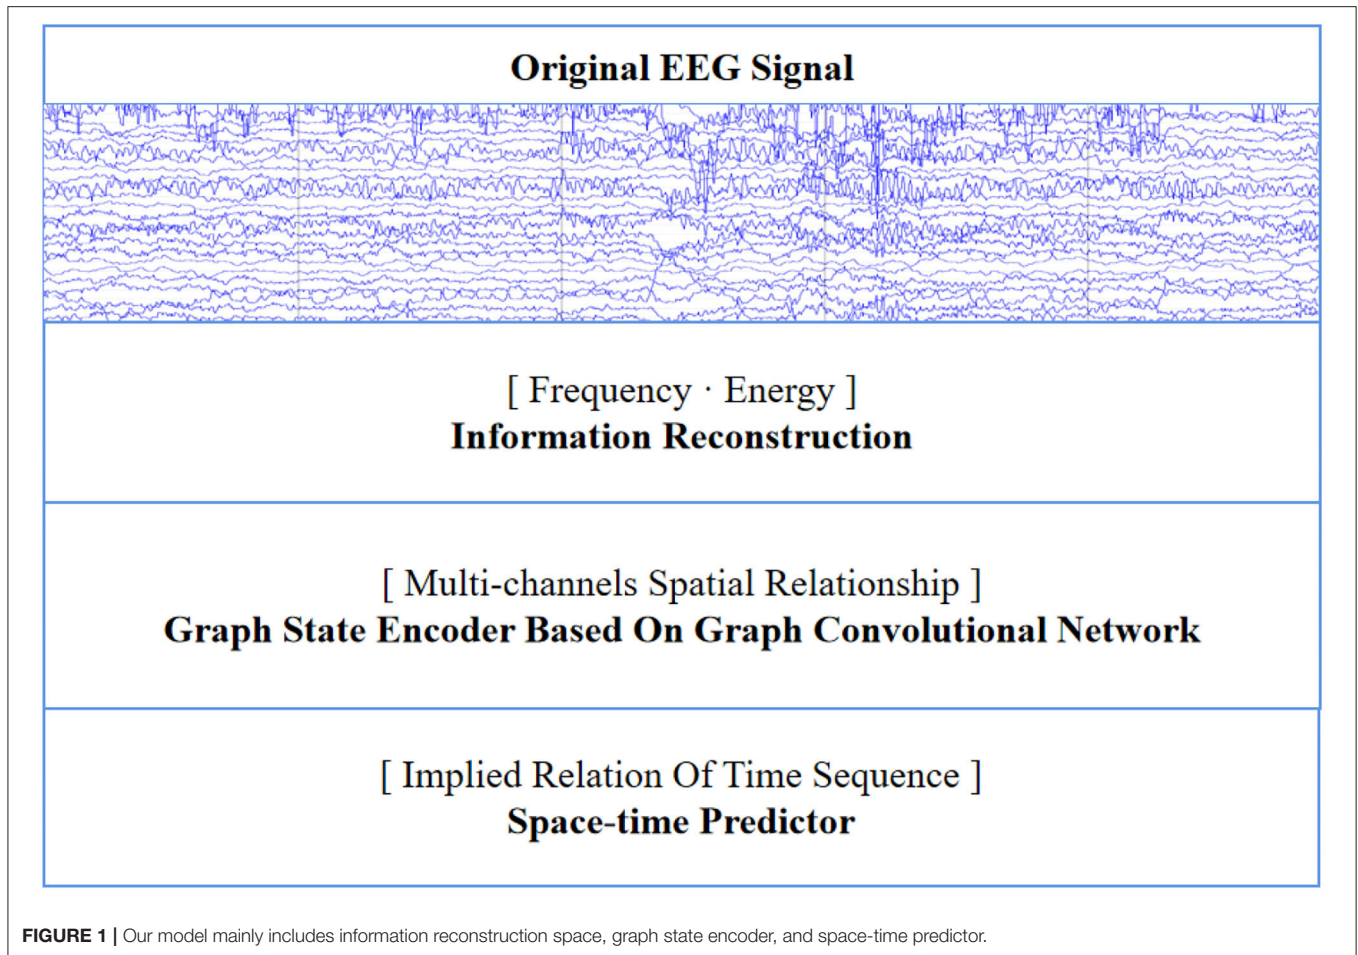 Original EEG Signal
[ Frequency · Energy ]
Information Reconstruction
[ Multi-channels Spatial Relationship ]
Graph State Encoder Based On Graph Convolutional Network
[ Implied Relation Of Time Sequence ]
Space-time Predictor
FIGURE 1 | Our model mainly includes information reconstruction space, graph state encoder, and space-time predictor.